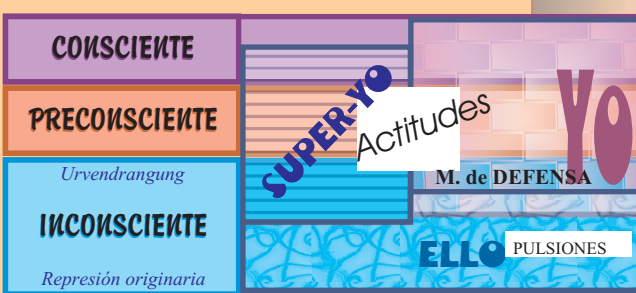 CONSCIENTE
PRECONSCIENTE
Urvendrangung
INCONSCIENTE
Represión originaria
SUPER-YO
Actitudes
YO
M. de DEFENSA
ELLO
PULSIONES